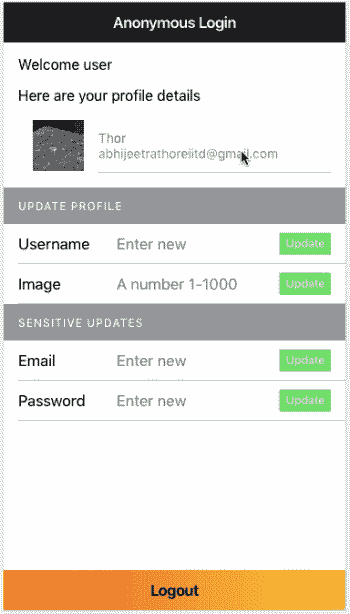 Anonymous Login
Welcome user
Here are your profile details
Thor
abhijeetrathoreiitd@gmail.com
UPDATE PROFILE
Username Enter new Update
Image A number 1-1000 Update
SENSITIVE UPDATES
Email Enter new Update
Password Enter new Update
Logout